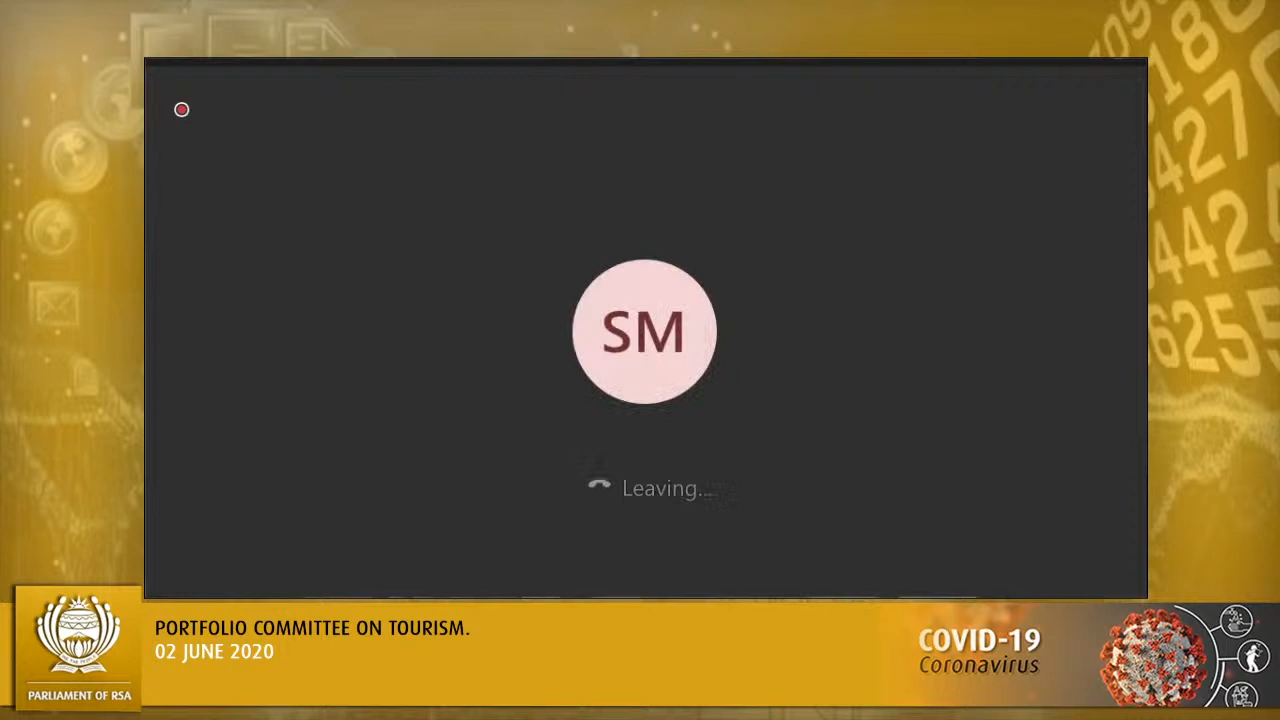 SM
Leaving...
PORTFOLIO COMMITTEE ON TOURISM.
02 JUNE 2020
COVID-19
Coronavirus
PARLIAMENT OF RSA